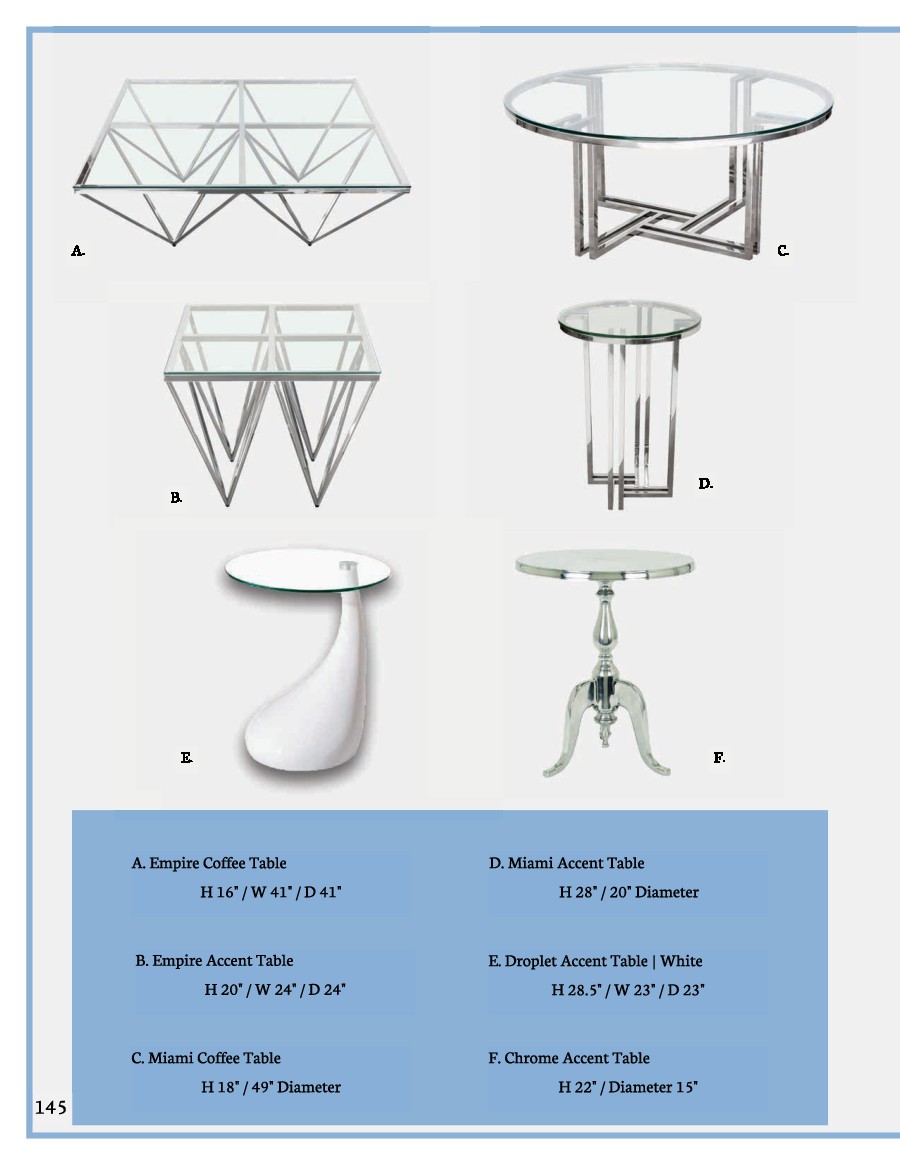 A.
C.
B.
D.
E.
F.
A. Empire Coffee Table
H 16" / W 41" / D 41"
B. Empire Accent Table
H 20" / W 24" / D 24"
C. Miami Coffee Table
H 18" / 49" Diameter
D. Miami Accent Table
H 28" / 20" Diameter
E. Droplet Accent Table | White
H 28.5" / W 23" / D 23"
F. Chrome Accent Table
H 22" / Diameter 15"
145